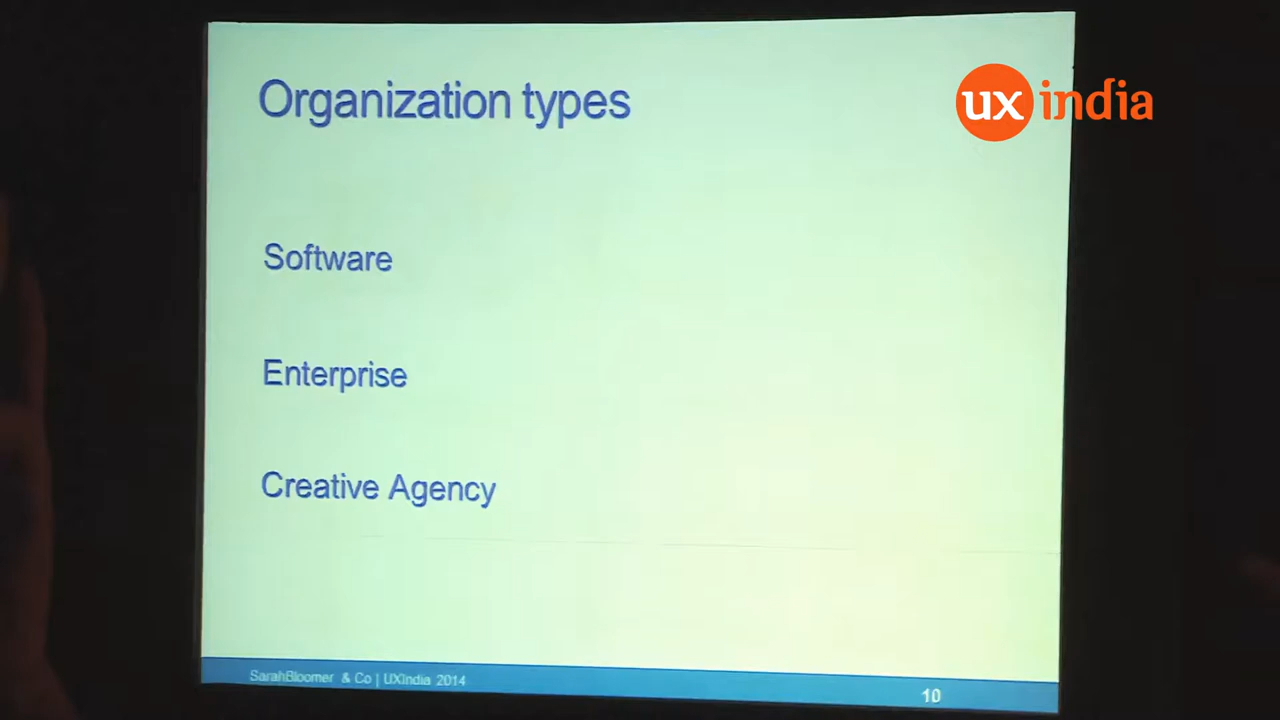 Organization types
ux india
Software
Enterprise
Creative Agency
SarahBloomer & Co | UXIndia 2014
10